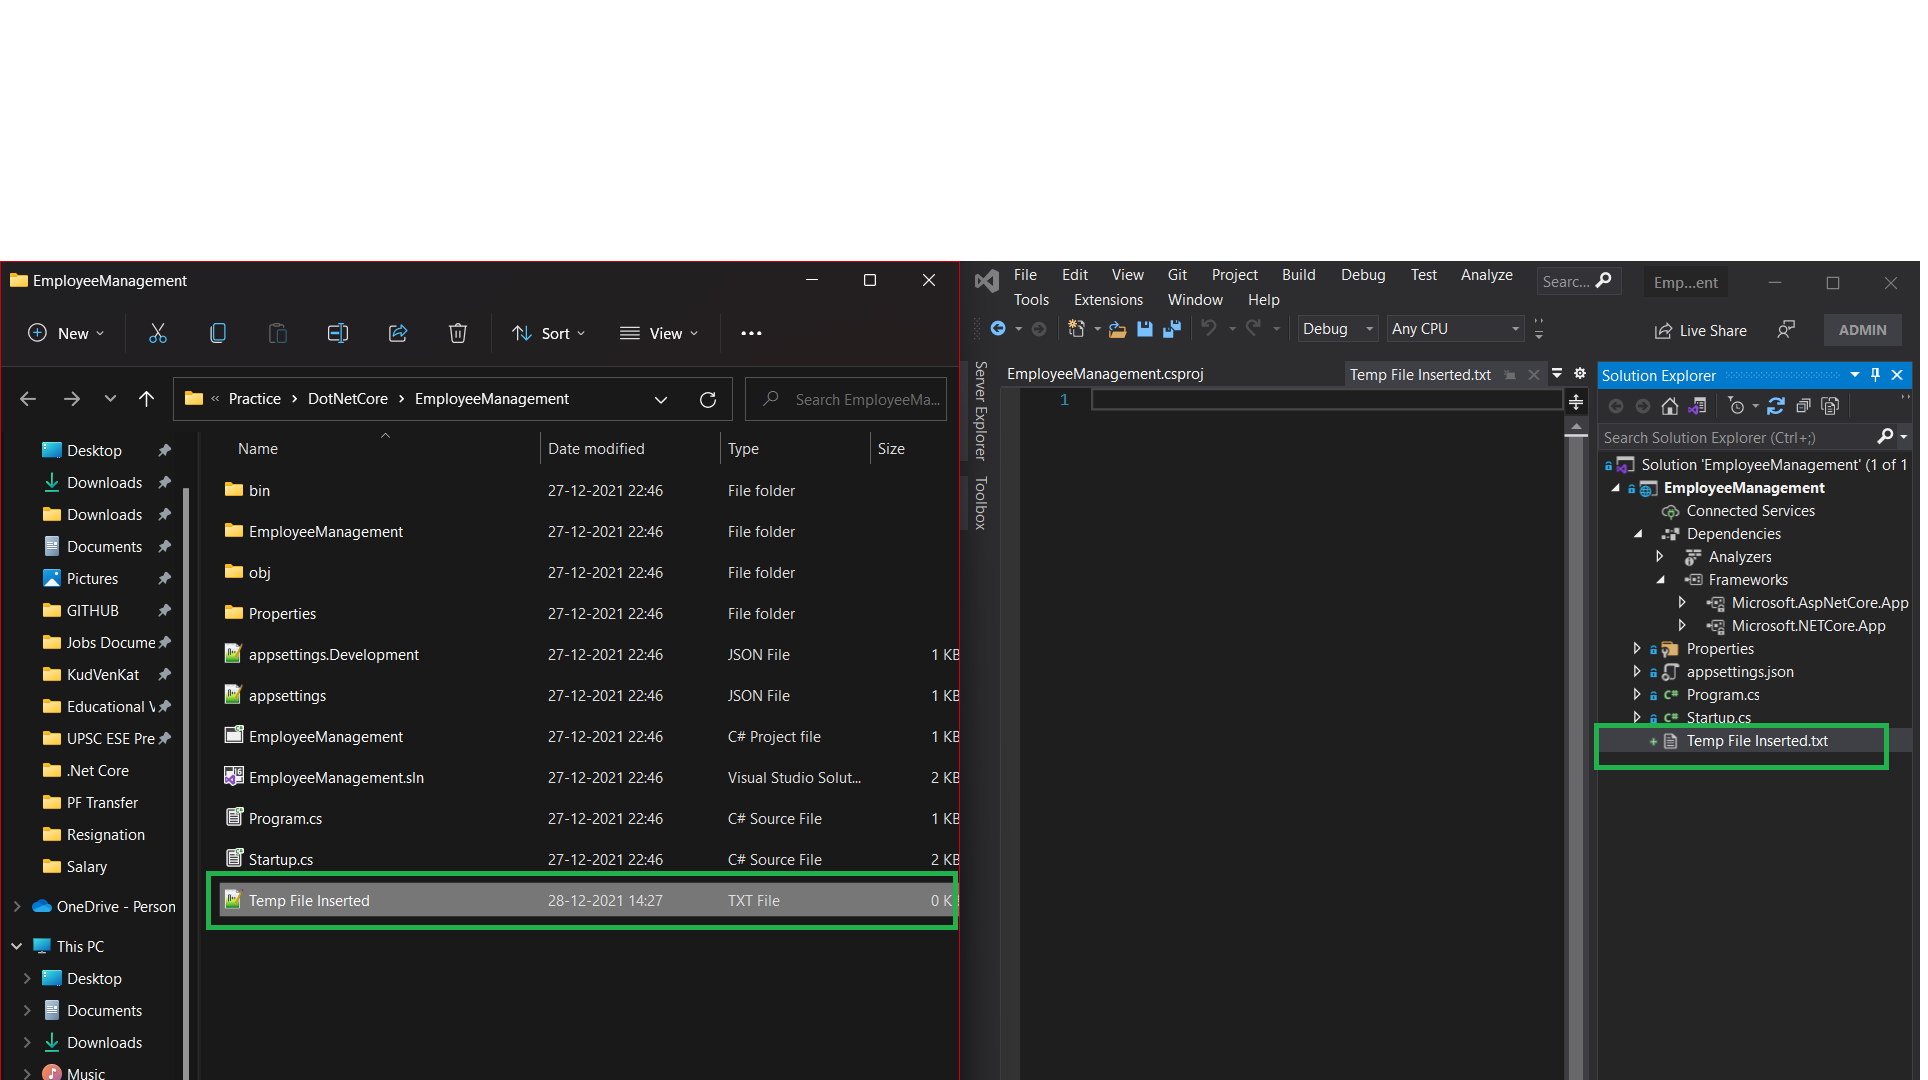 EmployeeManagement
New
Sort
View
« Practice > DotNetCore > EmployeeManagement
Search EmployeeMa...
Desktop
Downloads
Downloads
Documents
Pictures
GITHUB
Jobs Docume
KudVenKat
Educational V
UPSC ESE Pre
.Net Core
PF Transfer
Resignation
Salary
OneDrive - Person
This PC
Desktop
Documents
Downloads
Music
Name Date modified Type Size
bin 27-12-2021 22:46 File folder
EmployeeManagement 27-12-2021 22:46 File folder
obj 27-12-2021 22:46 File folder
Properties 27-12-2021 22:46 File folder
appsettings.Development 27-12-2021 22:46 JSON File 1 KB
appsettings 27-12-2021 22:46 JSON File 1 KB
EmployeeManagement 27-12-2021 22:46 C# Project file 1 KB
EmployeeManagement.sln 27-12-2021 22:46 Visual Studio Solut... 2 KB
Program.cs 27-12-2021 22:46 C# Source File 1 KB
Startup.cs 27-12-2021 22:46 C# Source File 2 KB
Temp File Inserted 28-12-2021 14:27 TXT File 0 K
File Edit View Git Project Build Debug Test Analyze
Tools Extensions Window Help
Searc...
Emp...ent
Debug
Any CPU
Live Share
ADMIN
Server Explorer
Toolbox
EmployeeManagement.csproj
Temp File Inserted.txt
1
Solution Explorer
Search Solution Explorer (Ctrl+;)
Solution 'EmployeeManagement' (1 of 1
EmployeeManagement
Connected Services
Dependencies
Analyzers
Frameworks
Microsoft.AspNetCore.App
Microsoft.NETCore.App
Properties
appsettings.json
C# Program.cs
C# Startup.cs
+ Temp File Inserted.txt